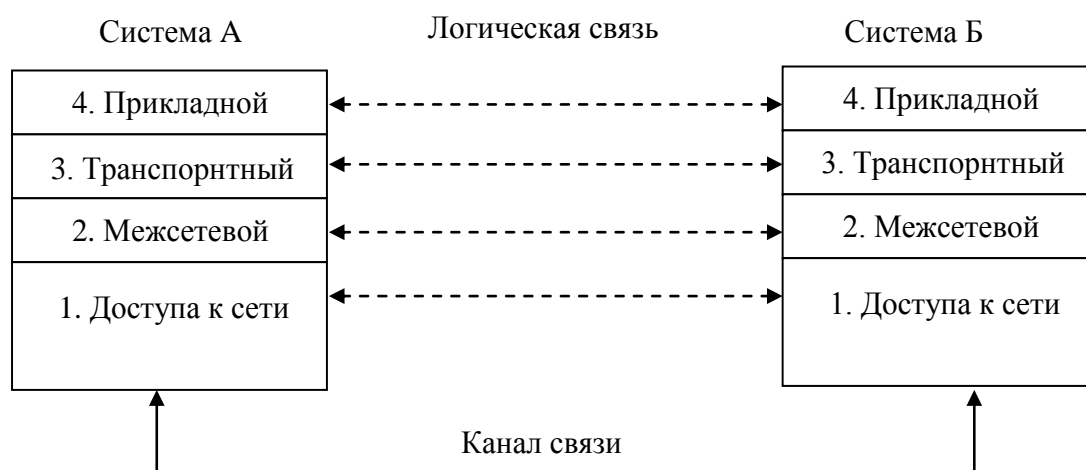 Система А
Логическая связь
Система Б
4. Прикладной
4. Прикладной
3. Транспорнтный
3. Транспорнтный
2. Межсетевой
2. Межсетевой
1. Доступа к сети
1. Доступа к сети
Канал связи